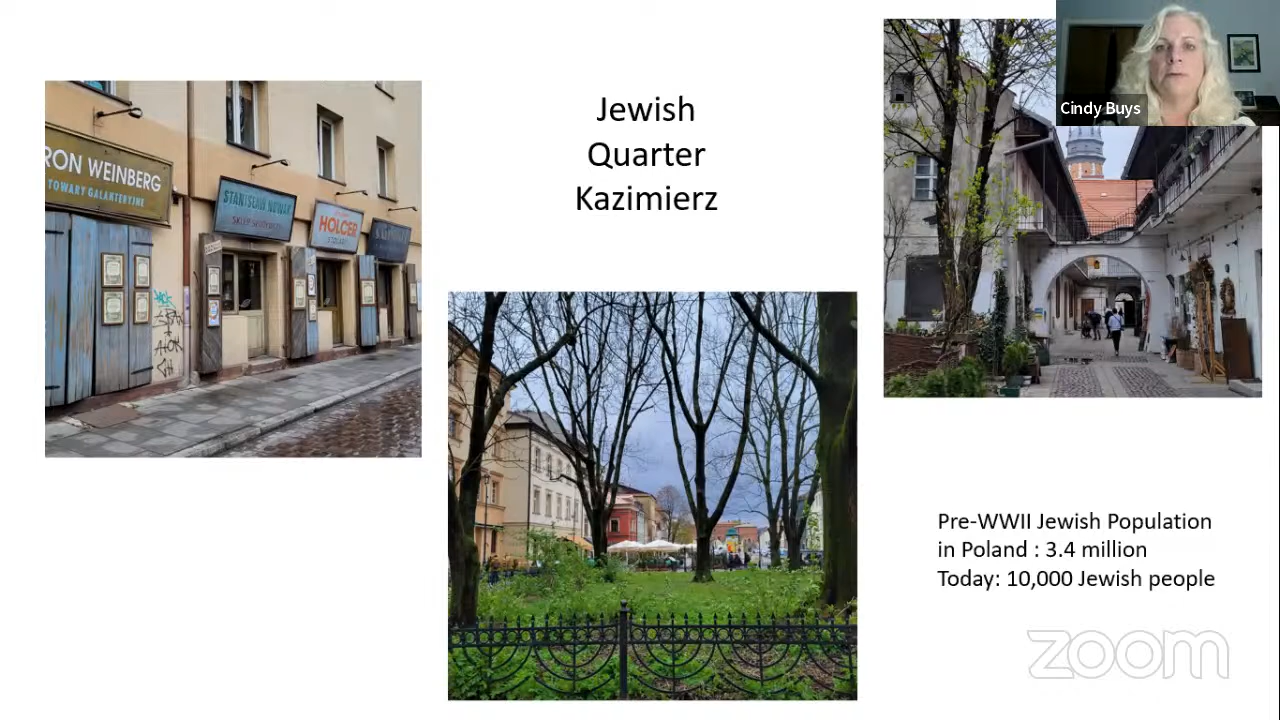 Jewish
Quarter
Kazimierz
Cindy Buys
RON WEINBERG
TOWARY GALANTERYJNE
STANISŁAW NOWAK
SKLEP
HOLCER
Pre-WWII Jewish Population
in Poland : 3.4 million
Today: 10,000 Jewish people
zoom